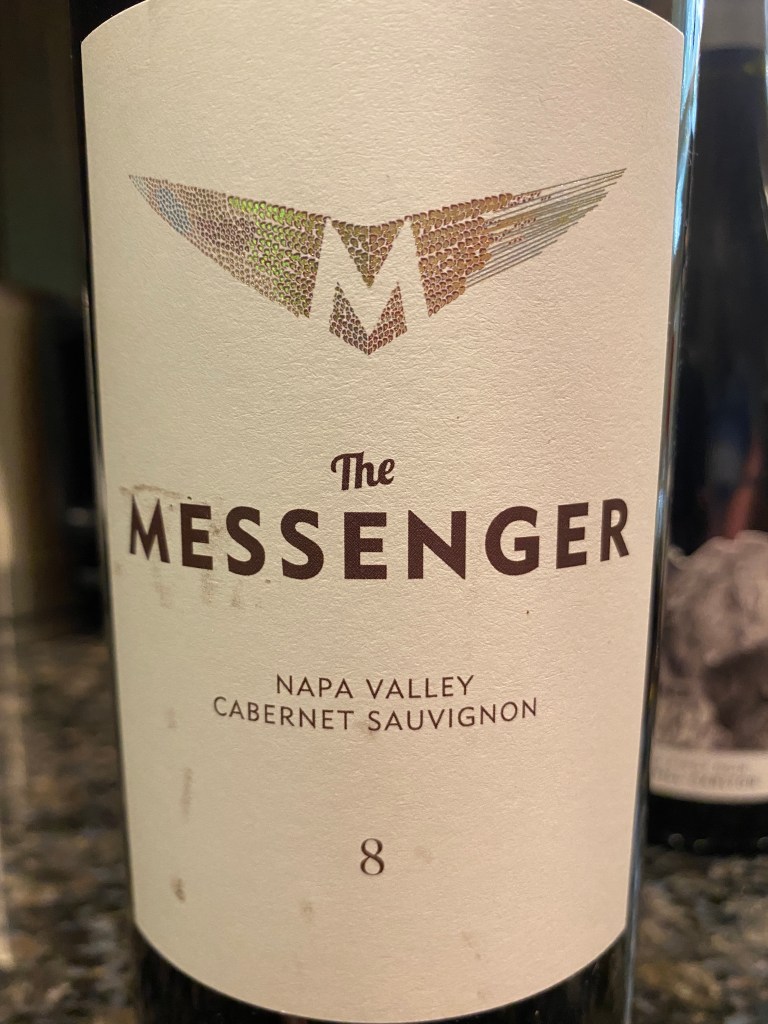 M
The
MESSENGER
NAPA VALLEY
CABERNET SAUVIGNON
8